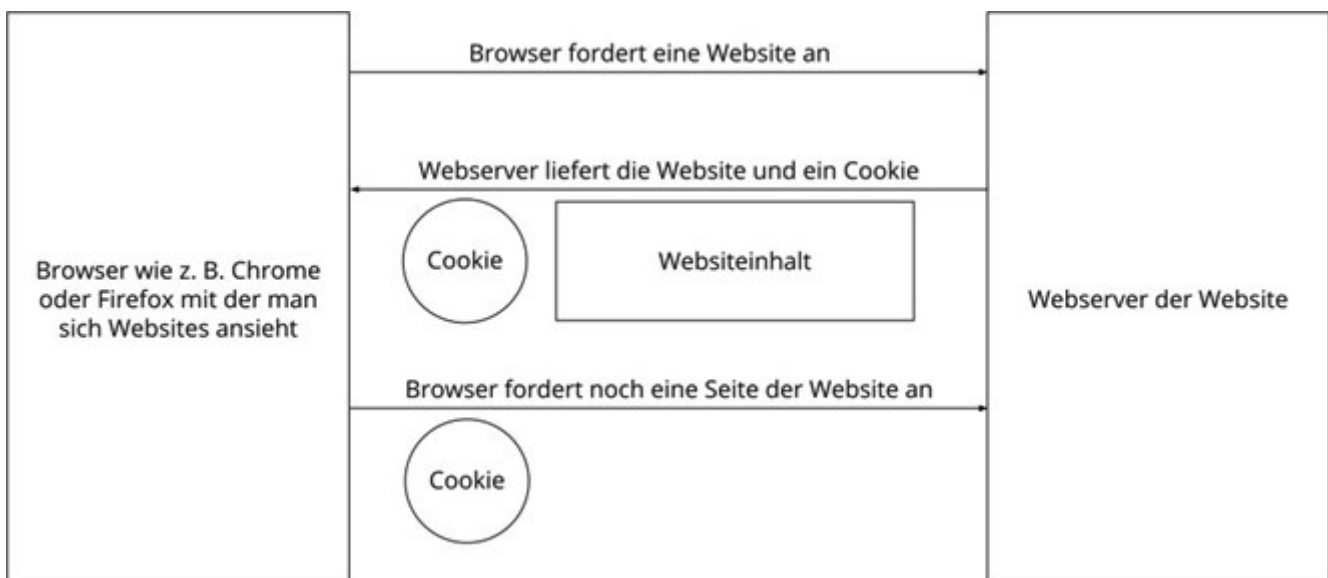 Browser fordert eine Website an
Webserver liefert die Website und ein Cookie
Cookie
Websiteinhalt
Browser wie z. B. Chrome
oder Firefox mit der man
sich Websites ansieht
Webserver der Website
Browser fordert noch eine Seite der Website an
Cookie